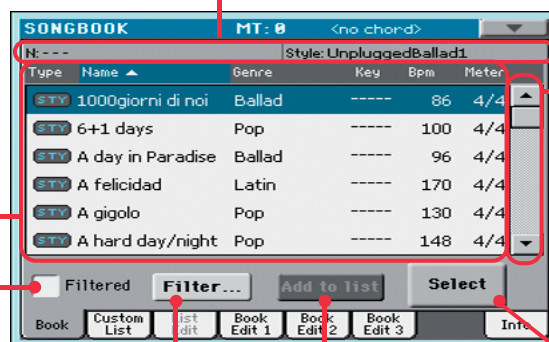 SONGBOOK MT: 0 <no chord>
N: --- Style: UnpluggedBallad1
Type Name Genre Key Bpm Meter
STY 1000giorni di noi Ballad ----- 86 4/4
STY 6+1 days Pop ----- 100 4/4
STY A day in Paradise Ballad ----- 96 4/4
STY A felicidad Latin ----- 170 4/4
STY A gigolo Pop ----- 130 4/4
STY A hard day/night Pop ----- 148 4/4
Filtered Filter... Add to list Select
Book Custom List List Edit Book Edit 1 Book Edit 2 Book Edit 3 Info